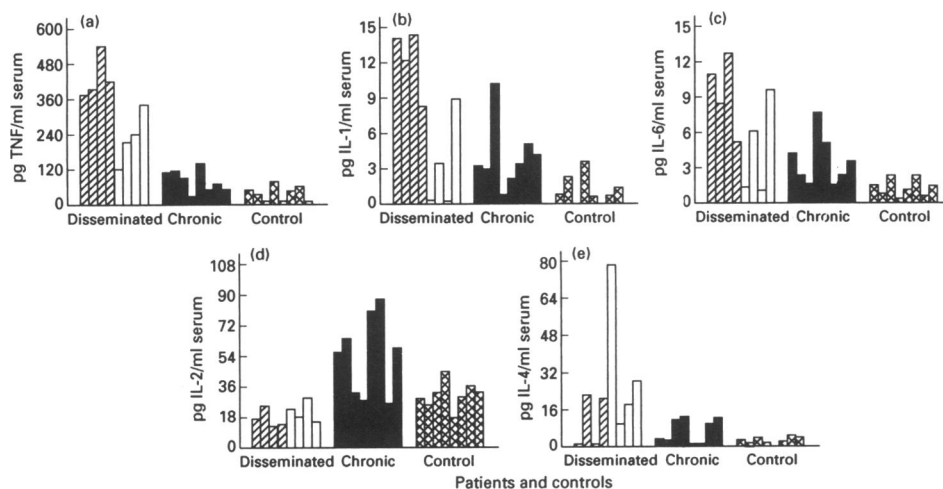 (a)
pg TNF/ml serum
600
480
360
240
120
0
Disseminated Chronic Control
(b)
pg IL-1/ml serum
15
12
9
6
3
0
Disseminated Chronic Control
(c)
pg IL-6/ml serum
15
12
9
6
3
0
Disseminated Chronic Control
(d)
pg IL-2/ml serum
108
90
72
54
36
18
0
Disseminated Chronic Control
(e)
pg IL-4/ml serum
80
64
48
32
16
0
Disseminated Chronic Control
Patients and controls